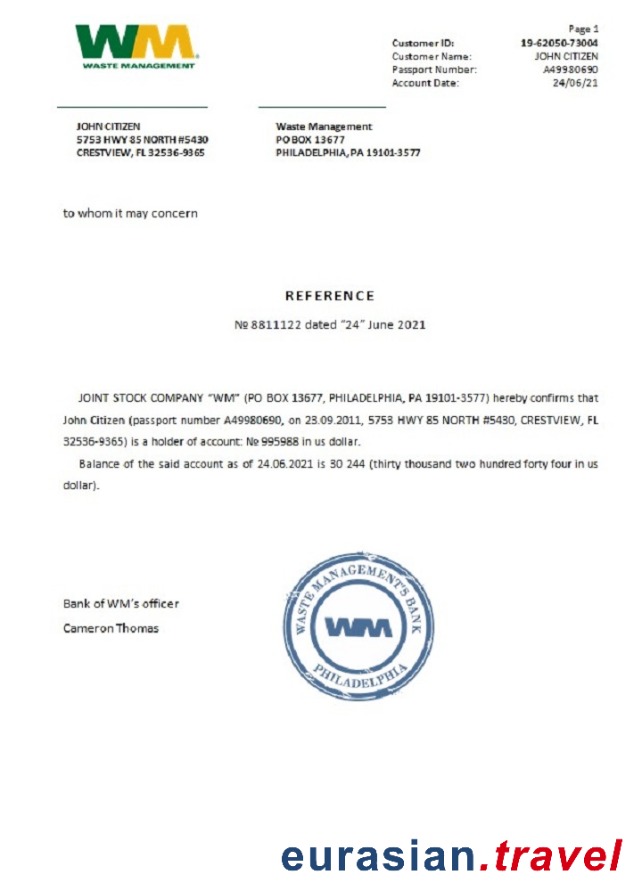 WM
WASTE MANAGEMENT
Page 1
Customer ID: 19-62050-73004
Customer Name: JOHN CITIZEN
Passport Number: A49980690
Account Date: 24/06/21
JOHN CITIZEN
5753 HWY 85 NORTH #5430
CRESTVIEW, FL 32536-9365
Waste Management
PO BOX 13677
PHILADELPHIA, PA 19101-3577
to whom it may concern
REFERENCE
№ 8811122 dated “24” June 2021
JOINT STOCK COMPANY “WM” (PO BOX 13677, PHILADELPHIA, PA 19101-3577) hereby confirms that
John Citizen (passport number A49980690, on 23.09.2011, 5753 HWY 85 NORTH #5430, CRESTVIEW, FL
32536-9365) is a holder of account: № 995988 in us dollar.
Balance of the said account as of 24.06.2021 is 30 244 (thirty thousand two hundred forty four in us
dollar).
Bank of WM’s officer
Cameron Thomas
WASTE MANAGEMENT'S BANK
WM
PHILADELPHIA
eurasian.travel